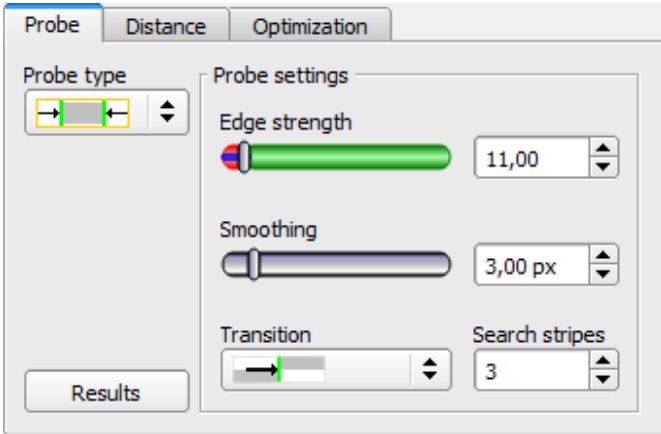 Probe
Distance
Optimization
Probe type
Probe settings
Edge strength
11,00
Smoothing
3,00 px
Transition
Search stripes
3
Results